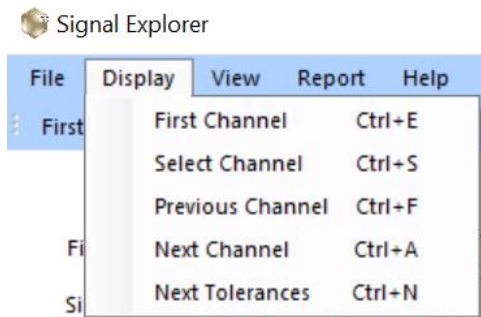 Signal Explorer
File Display View Report Help
First
First Channel Ctrl+E
Select Channel Ctrl+S
Previous Channel Ctrl+F
Next Channel Ctrl+A
Fi
Next Tolerances Ctrl+N
Si